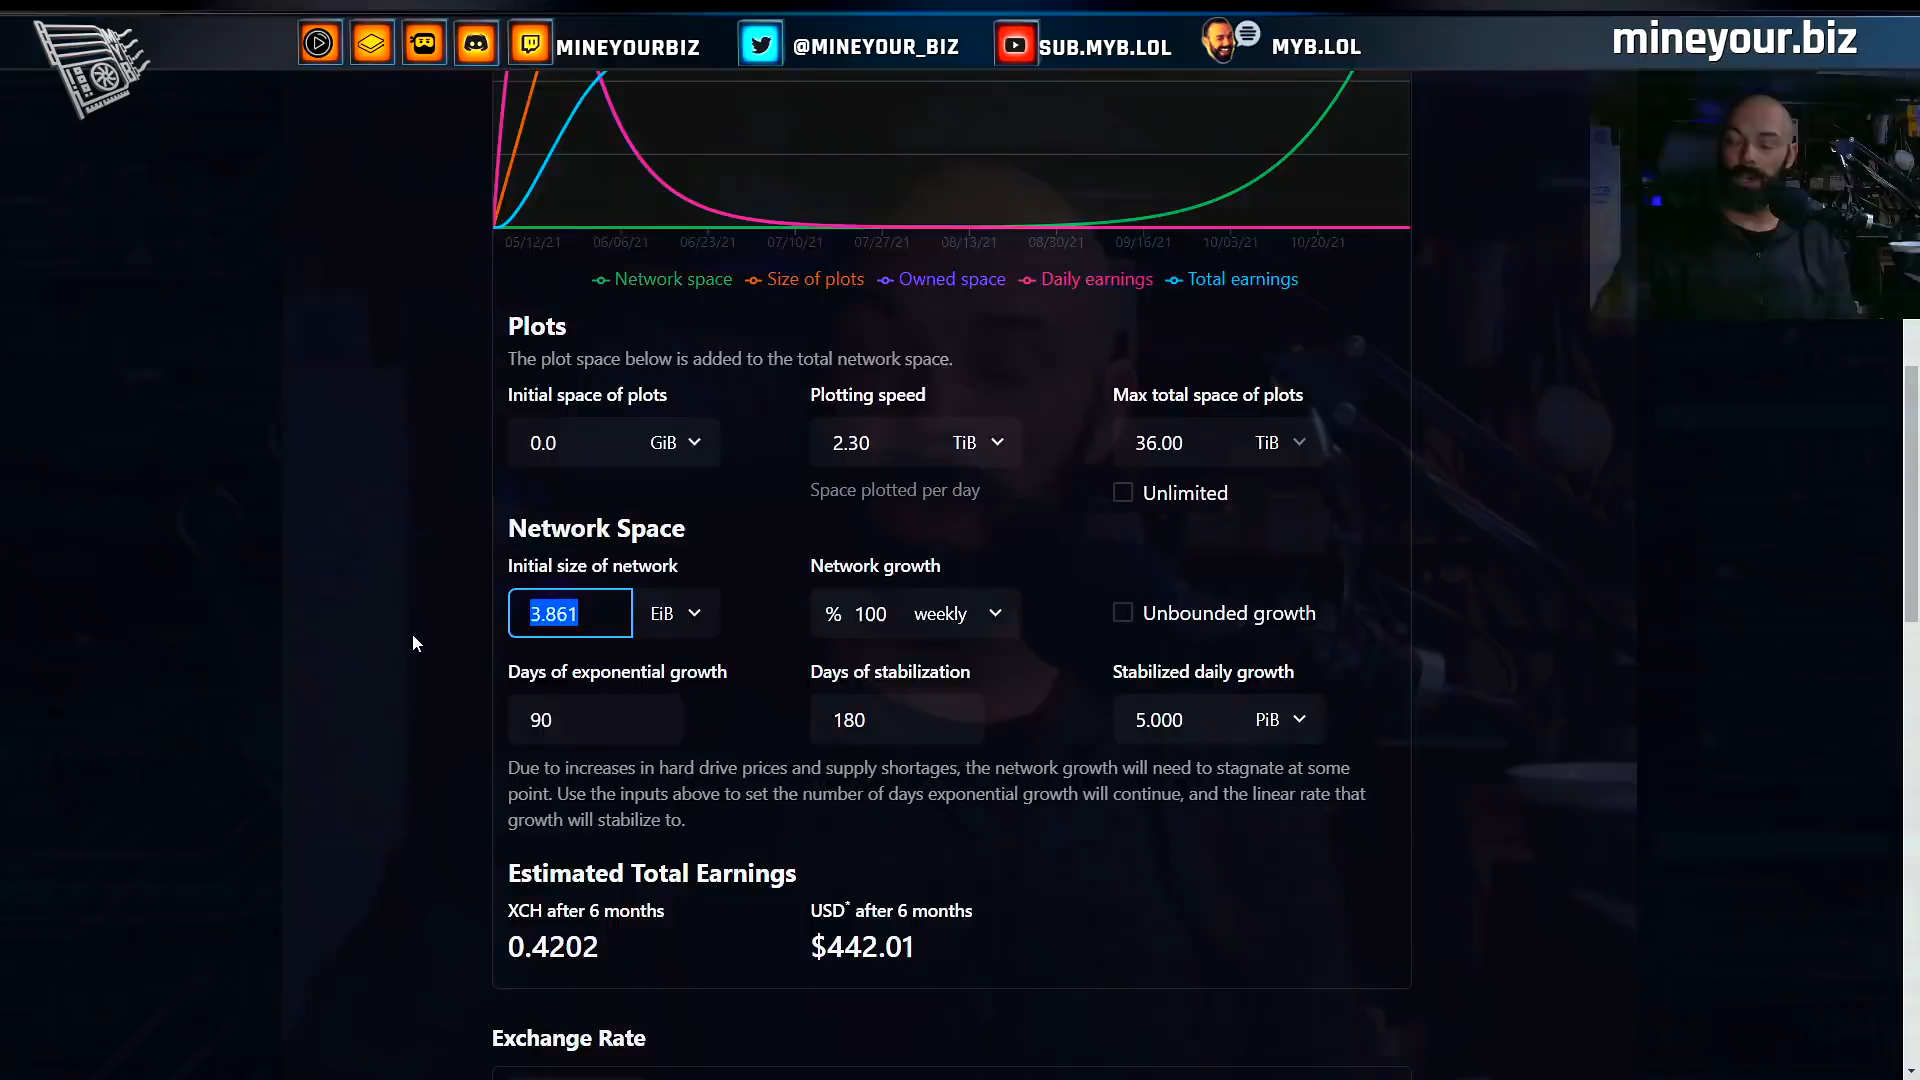 MINEYOURBIZ @MINEYOUR_BIZ SUB.MYB.LOL MYB.LOL mineyour.biz
05/12/21 06/06/21 06/23/21 07/10/21 07/27/21 08/13/21 08/30/21 09/16/21 10/03/21 10/20/21
Network space Size of plots Owned space Daily earnings Total earnings
Plots
The plot space below is added to the total network space.
Initial space of plots Plotting speed Max total space of plots
0.0 GiB 2.30 TiB 36.00 TiB
Space plotted per day Unlimited
Network Space
Initial size of network Network growth
3.861 EiB % 100 weekly Unbounded growth
Days of exponential growth Days of stabilization Stabilized daily growth
90 180 5.000 PiB
Due to increases in hard drive prices and supply shortages, the network growth will need to stagnate at some
point. Use the inputs above to set the number of days exponential growth will continue, and the linear rate that
growth will stabilize to.
Estimated Total Earnings
XCH after 6 months USD* after 6 months
0.4202 $442.01
Exchange Rate